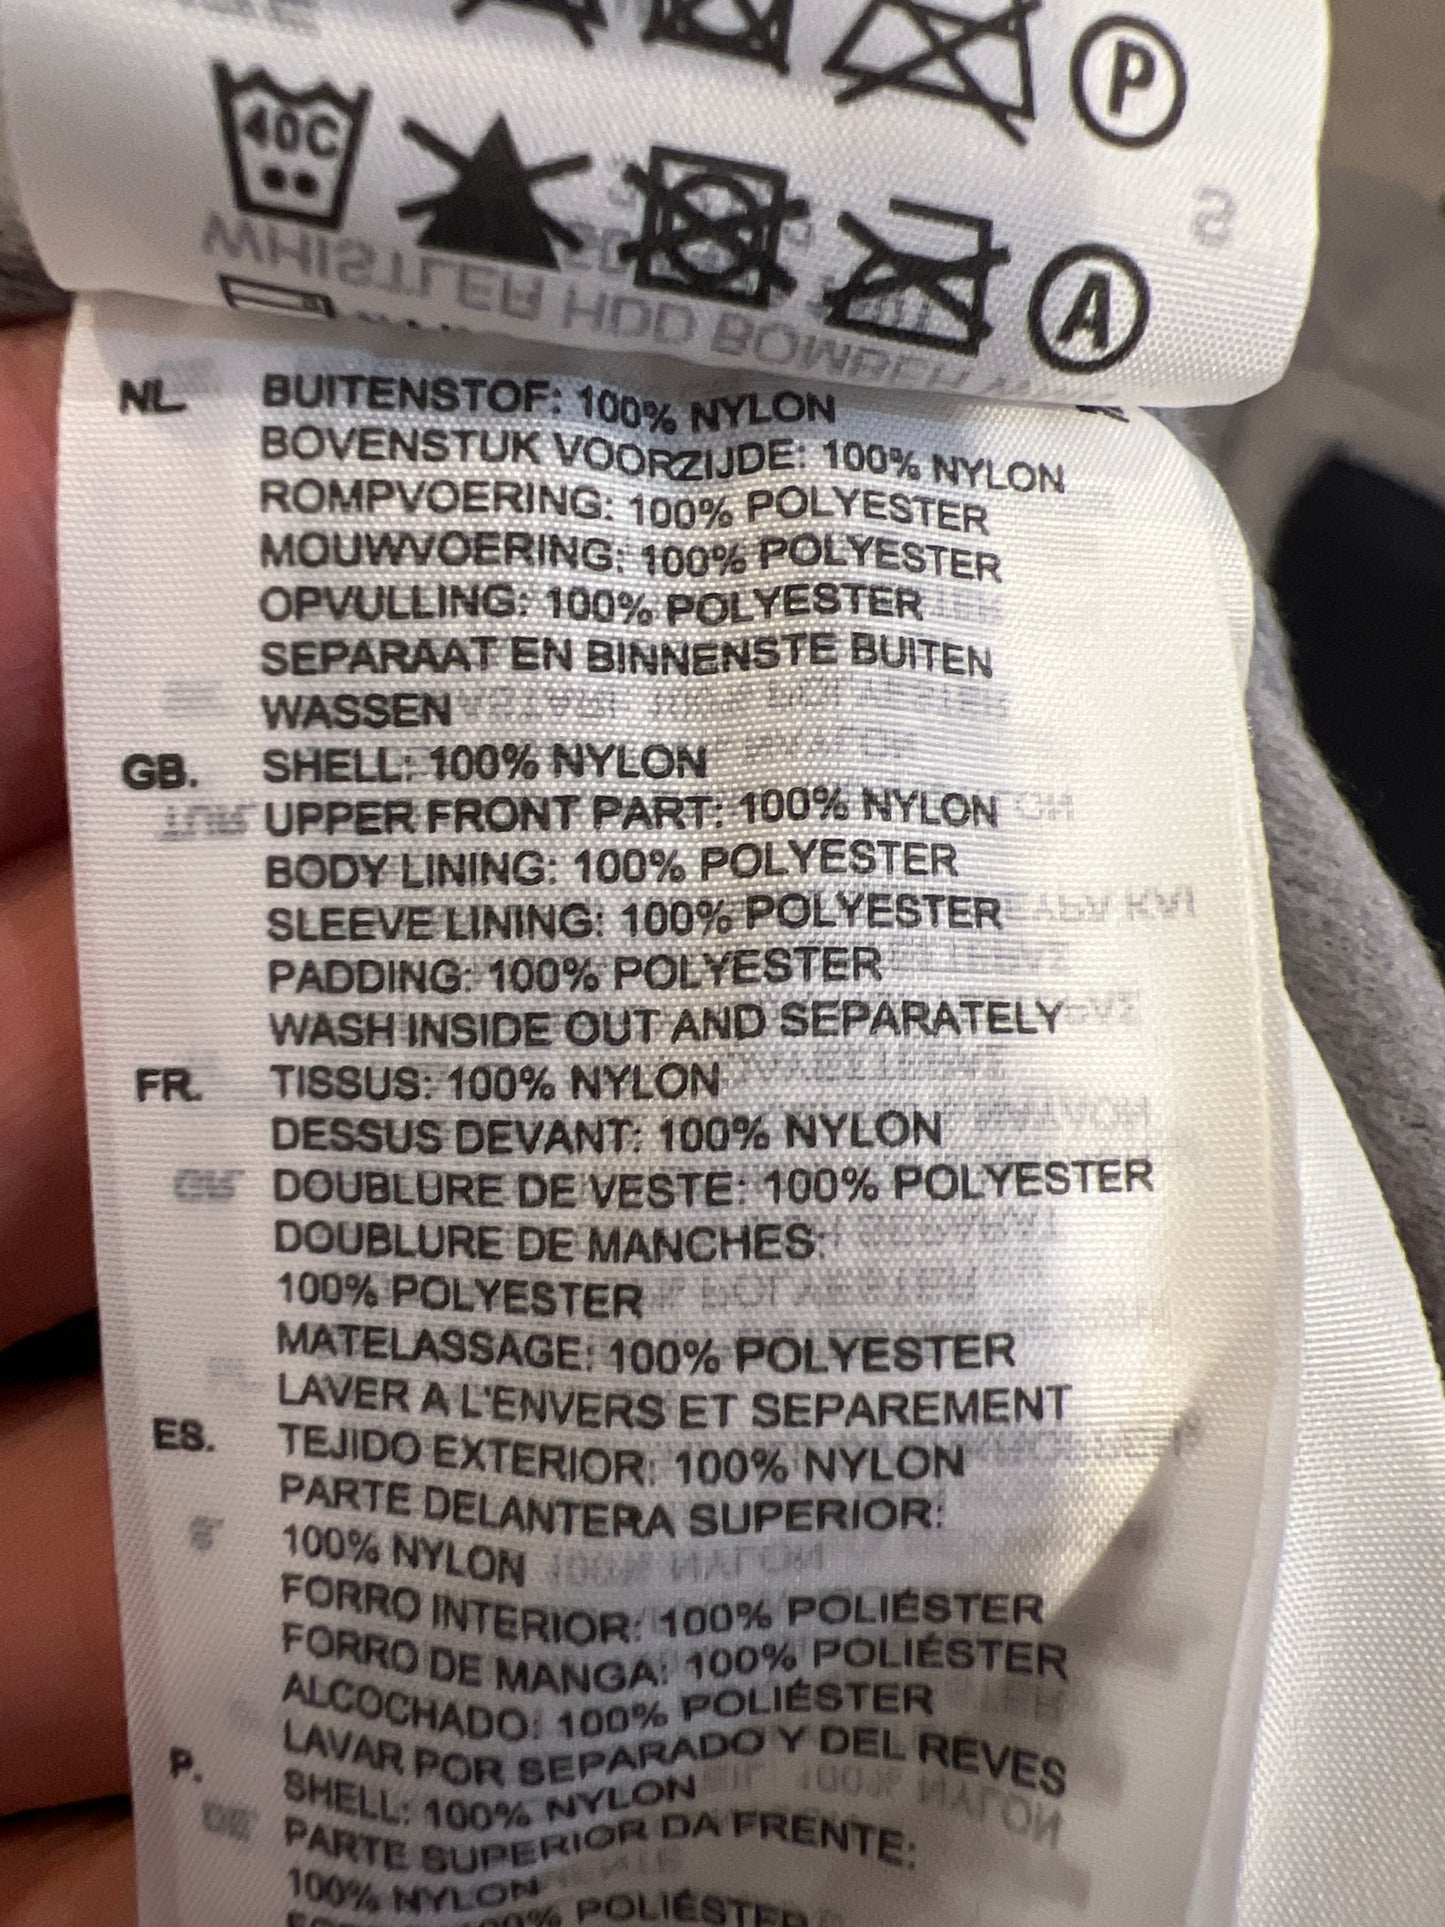 P
40C
A
S
WHISTLER HDD BOMBER
NL
BUITENSTOF: 100% NYLON
BOVENSTUK VOORZIJDE: 100% NYLON
ROMPVOERING: 100% POLYESTER
MOUWVOERING: 100% POLYESTER
OPVULLING: 100% POLYESTER
SEPARAAT EN BINNENSTE BUITEN
WASSEN
GB. SHELL: 100% NYLON
UPPER FRONT PART: 100% NYLON
BODY LINING: 100% POLYESTER
SLEEVE LINING: 100% POLYESTER
PADDING: 100% POLYESTER
WASH INSIDE OUT AND SEPARATELY
FR. TISSUS: 100% NYLON
DESSUS DEVANT: 100% NYLON
DOUBLURE DE VESTE: 100% POLYESTER
DOUBLURE DE MANCHES:
100% POLYESTER
MATELASSAGE: 100% POLYESTER
LAVER A L'ENVERS ET SEPAREMENT
ES. TEJIDO EXTERIOR: 100% NYLON
PARTE DELANTERA SUPERIOR:
100% NYLON
FORRO INTERIOR: 100% POLIÉSTER
FORRO DE MANGA: 100% POLIÉSTER
ALCOCHADO: 100% POLIÉSTER
LAVAR POR SEPARADO Y DEL REVES
P. SHELL: 100% NYLON
PARTE SUPERIOR DA FRENTE:
100% NYLON
100% POLIÉSTER